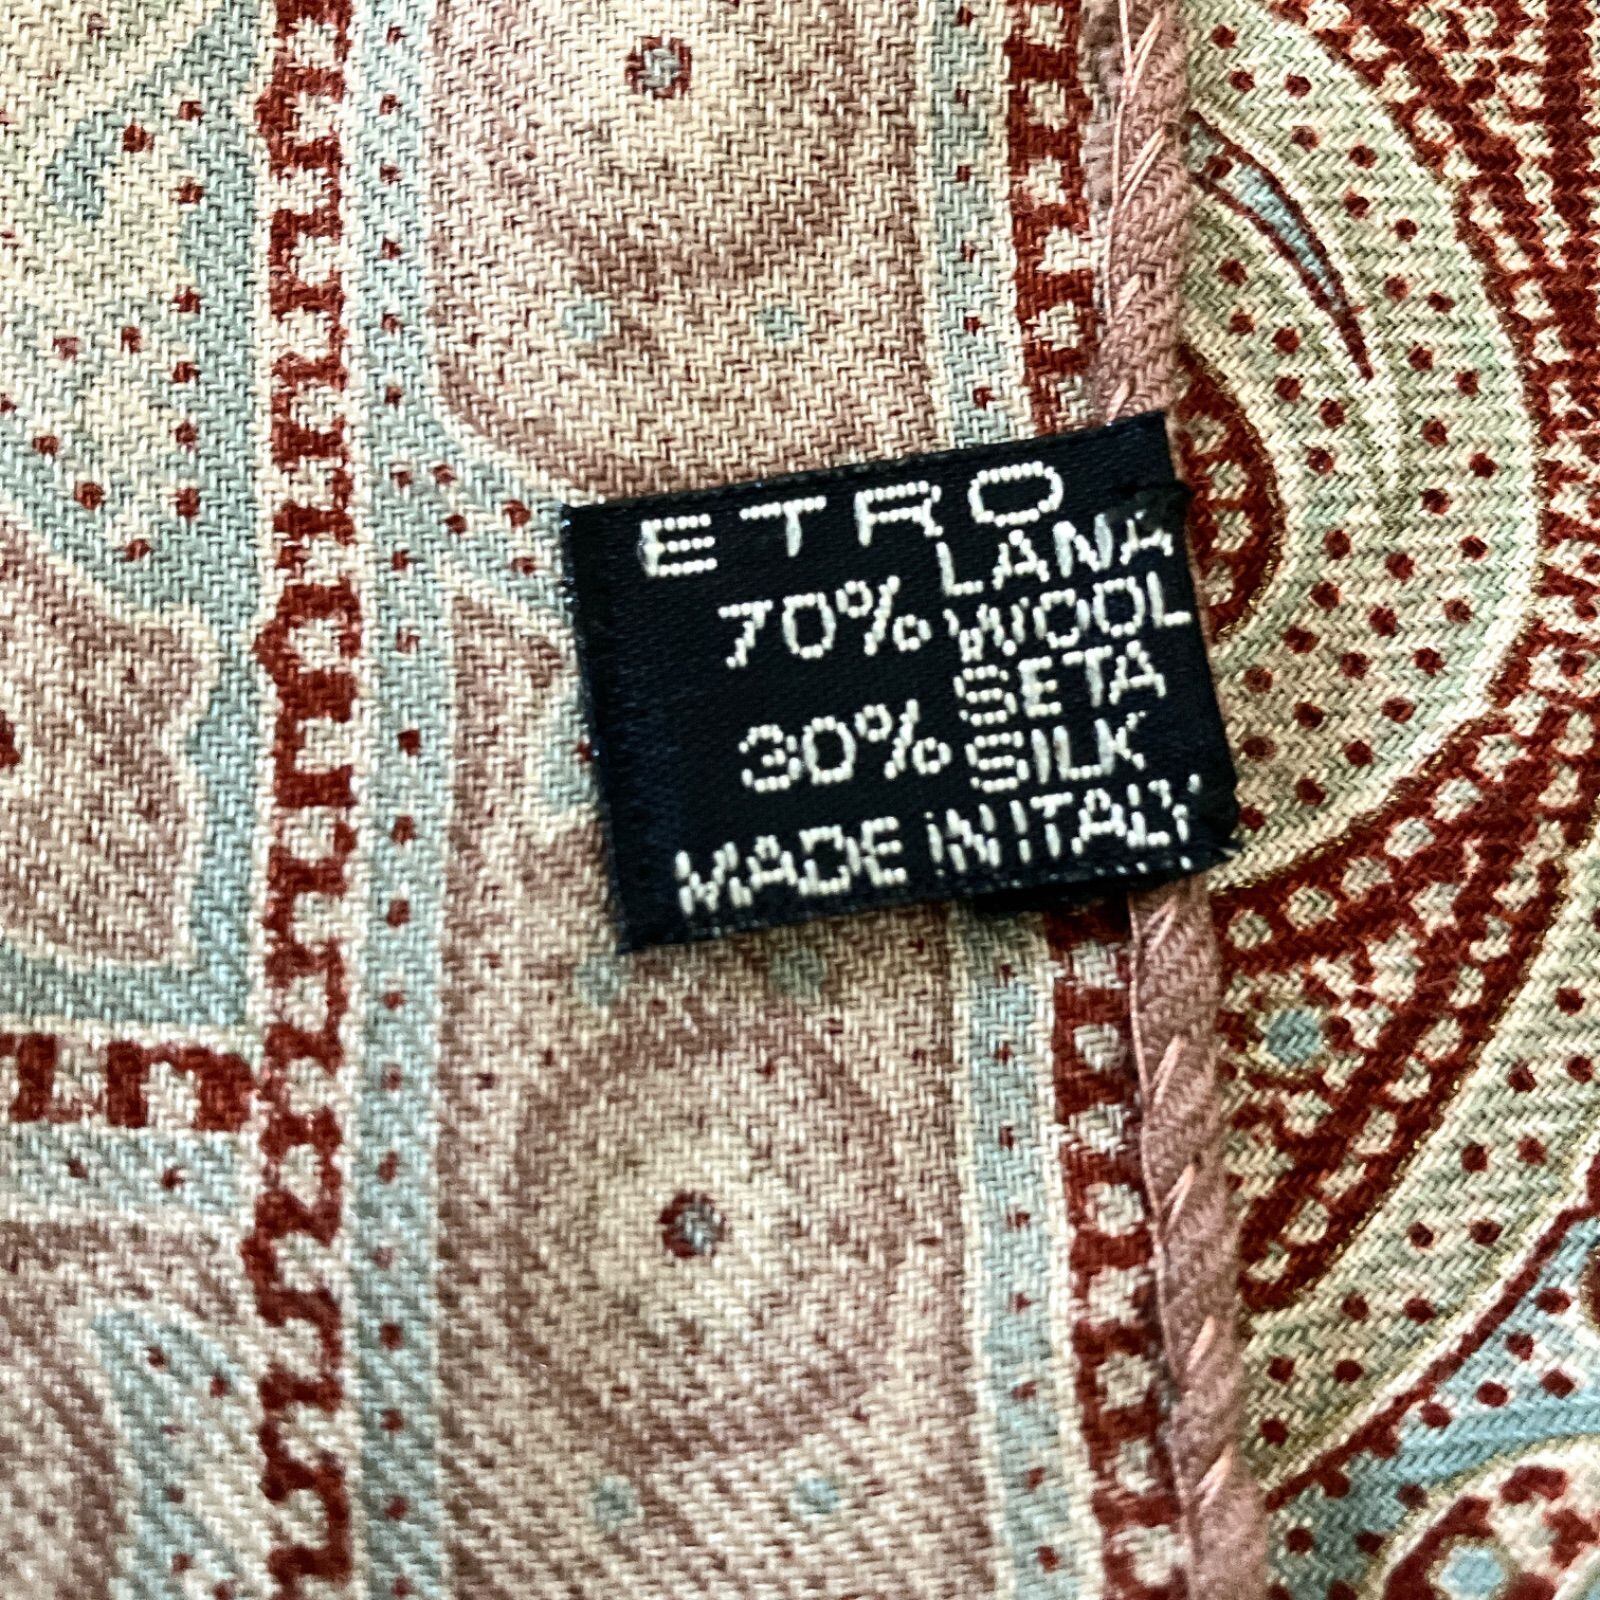 ETRO
LANA
70% WOOL
SETA
30% SILK
MADE IN ITALY